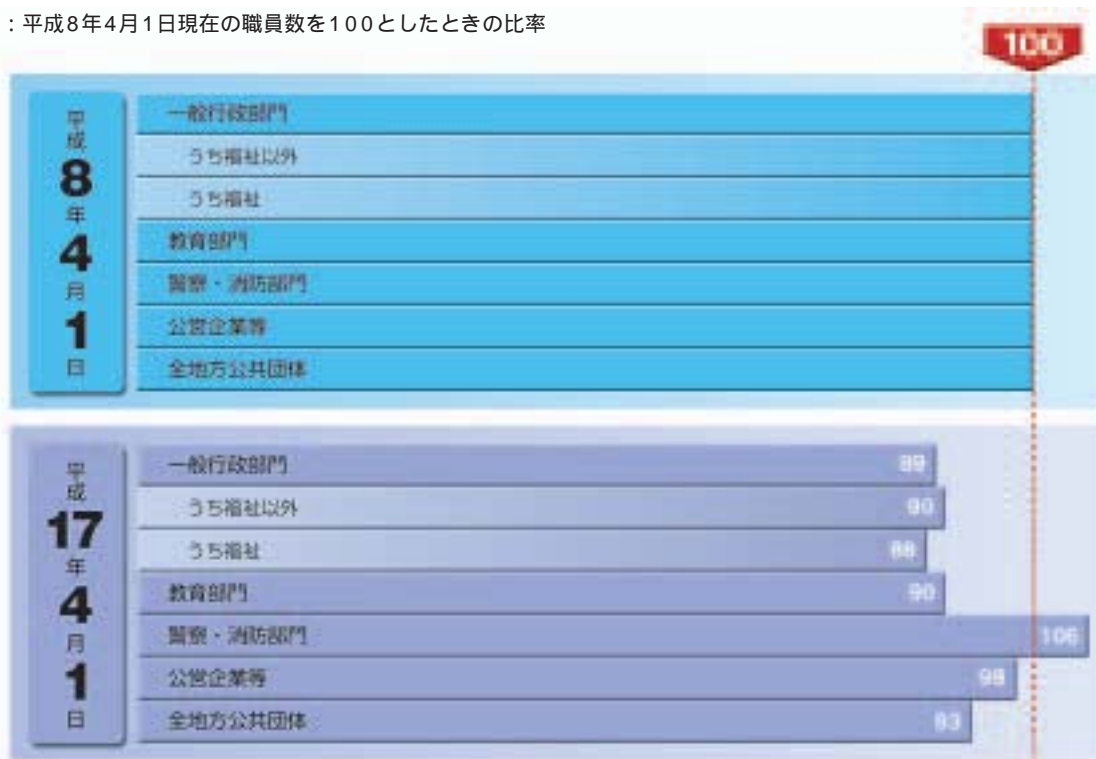 ：平成8年4月1日現在の職員数を100としたときの比率
100
平成8年4月1日
一般行政部門
うち福祉以外
うち福祉
教育部門
警察・消防部門
公営企業等
全地方公共団体
平成17年4月1日
一般行政部門 89
うち福祉以外 90
うち福祉 88
教育部門 90
警察・消防部門 106
公営企業等 98
全地方公共団体 93